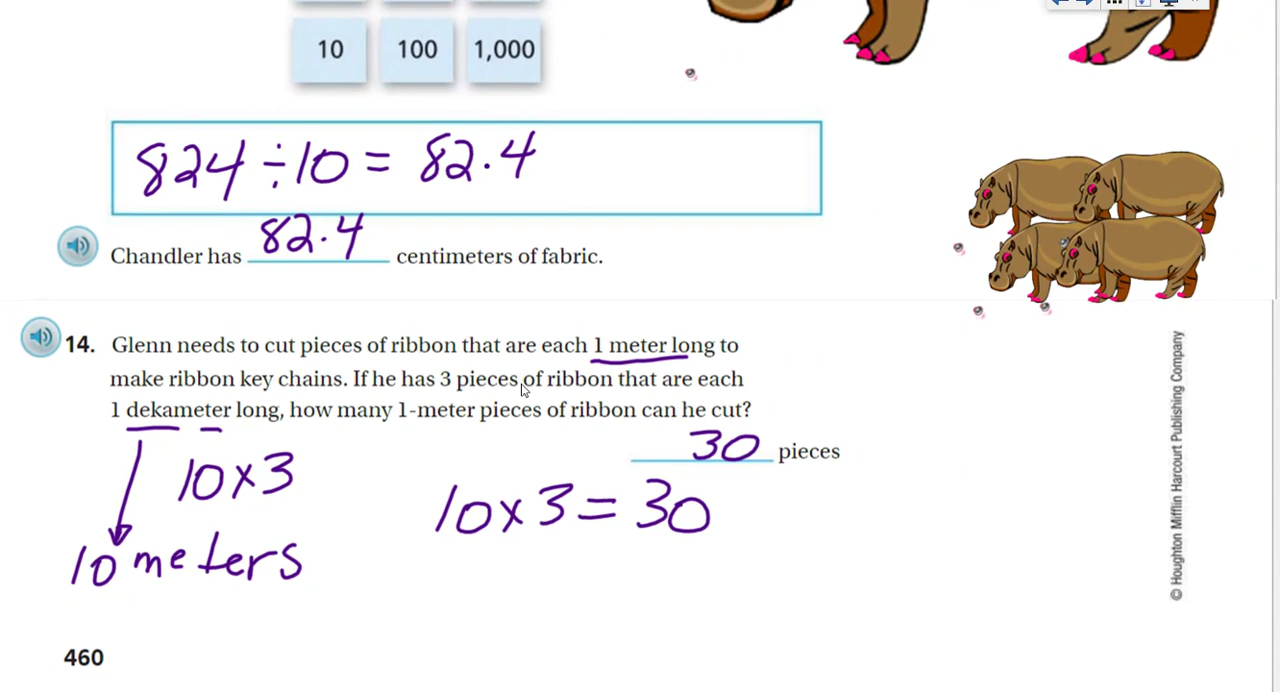 10 100 1,000
824 ÷ 10 = 82.4
82.4
Chandler has ________ centimeters of fabric.
14. Glenn needs to cut pieces of ribbon that are each 1 meter long to
make ribbon key chains. If he has 3 pieces of ribbon that are each
1 dekameter long, how many 1-meter pieces of ribbon can he cut?
30 pieces
10 x 3
10 x 3 = 30
10 meters
© Houghton Mifflin Harcourt Publishing Company
460